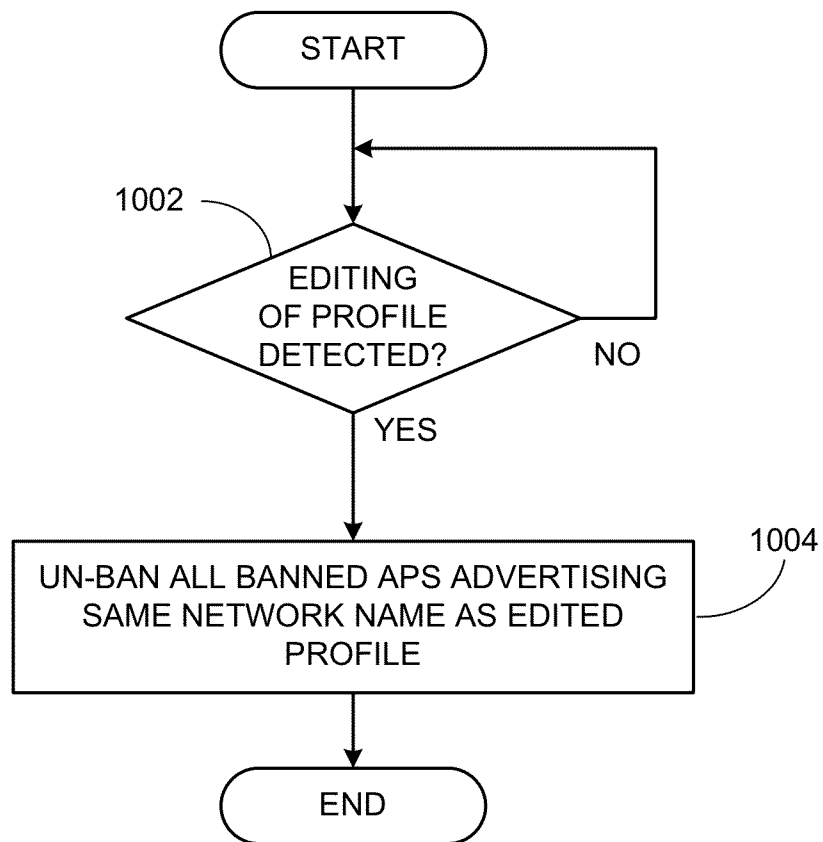 START
1002
EDITING
OF PROFILE
DETECTED?
NO
YES
1004
UN-BAN ALL BANNED APS ADVERTISING
SAME NETWORK NAME AS EDITED
PROFILE
END